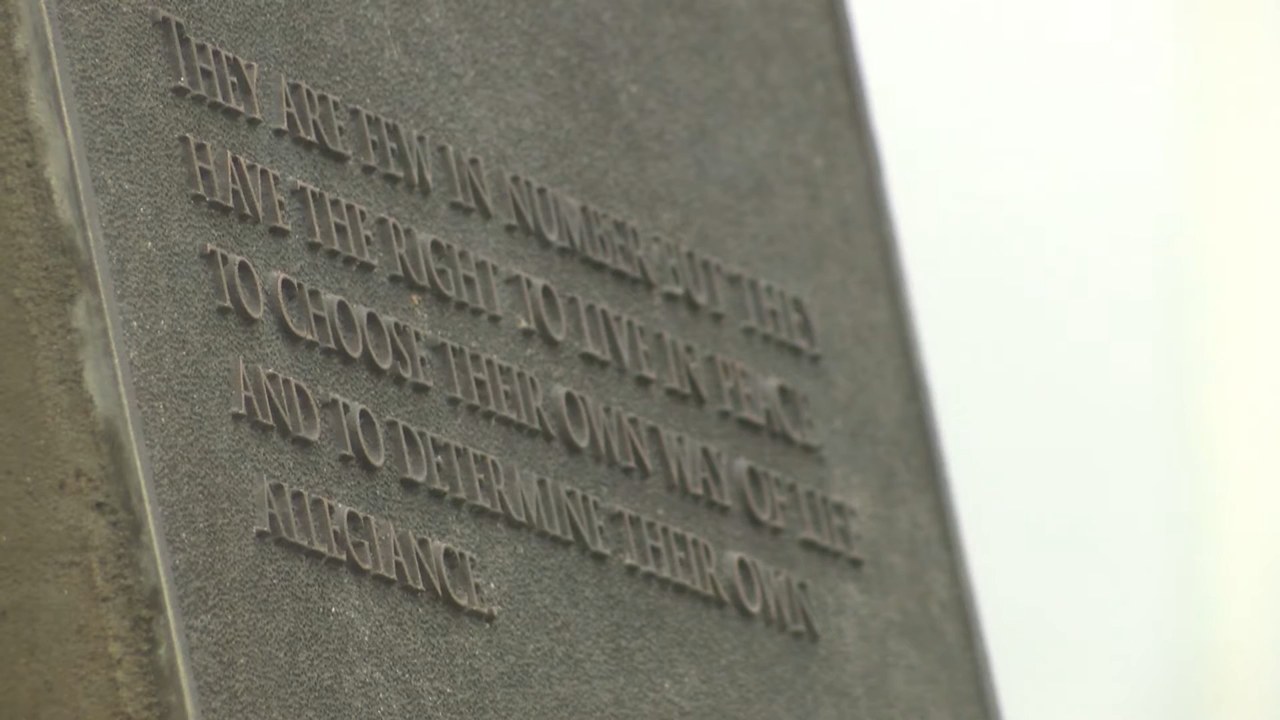 THEY ARE FEW IN NUMBER BUT THEY
HAVE THE RIGHT TO LIVE IN PEACE
TO CHOOSE THEIR OWN WAY OF LIFE
AND TO DETERMINE THEIR OWN
ALLEGIANCE.